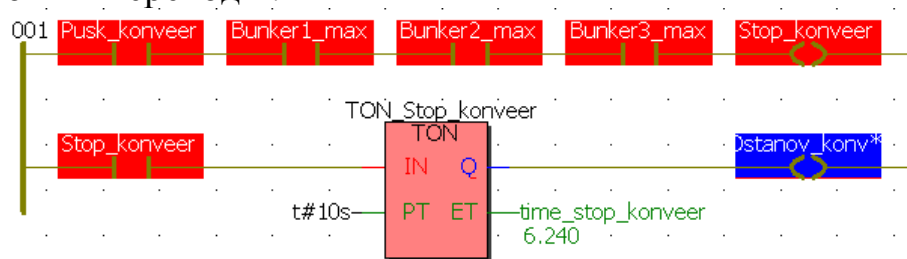 001 Pusk_konveer Bunker1_max Bunker2_max Bunker3_max Stop_konveer
TON_Stop_konveer
TON
Stop_konveer Ostanov_konv*
IN Q
t#10s PT ET time_stop_konveer
6.240